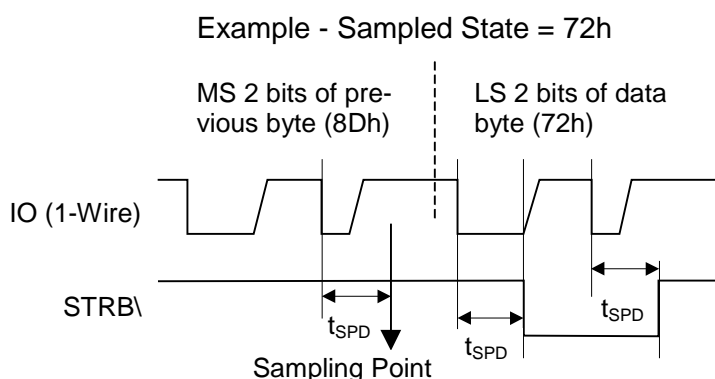 Example - Sampled State = 72h
MS 2 bits of pre-
vious byte (8Dh)
LS 2 bits of data
byte (72h)
IO (1-Wire)
STRB\
tSPD
tSPD
tSPD
Sampling Point